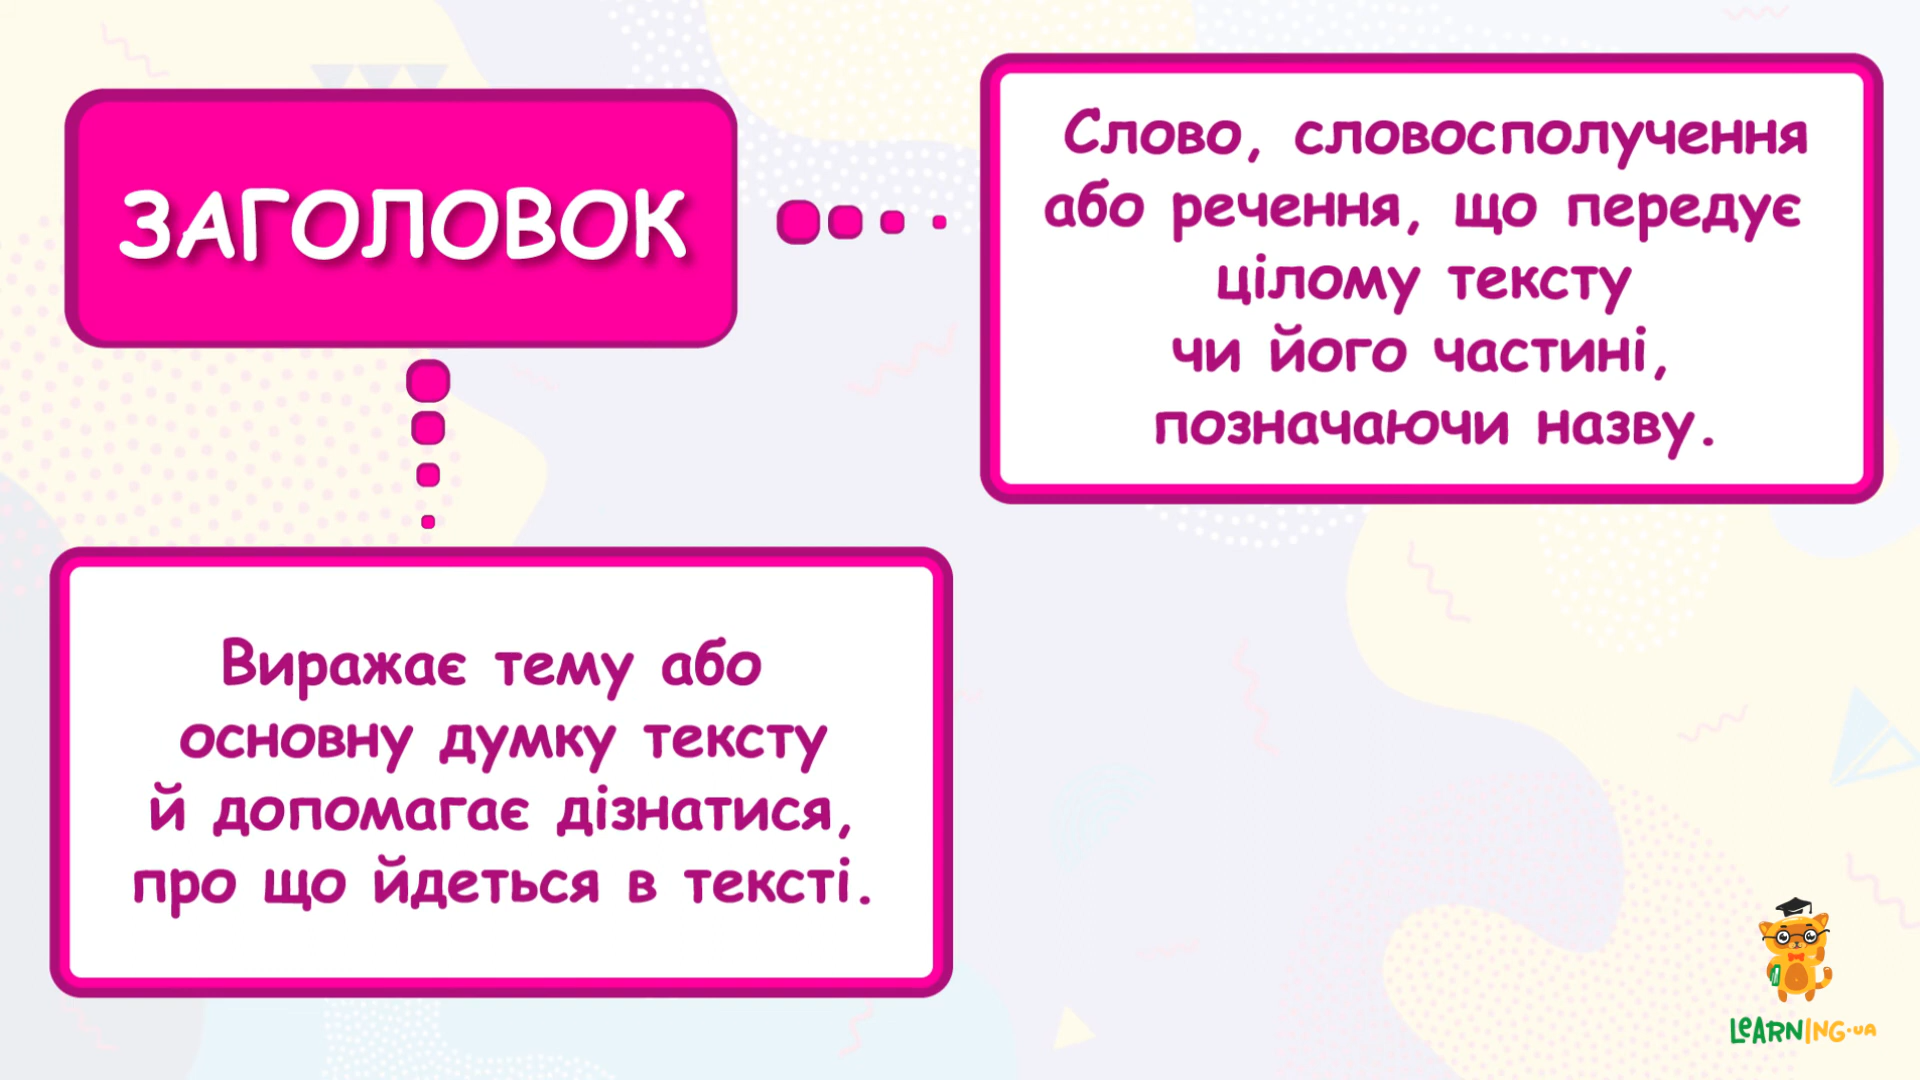 ЗАГОЛОВОК
Слово, словосполучення
або речення, що передує
цілому тексту
чи його частині,
позначаючи назву.
Виражає тему або
основну думку тексту
й допомагає дізнатися,
про що йдеться в тексті.
LeARNING.UA